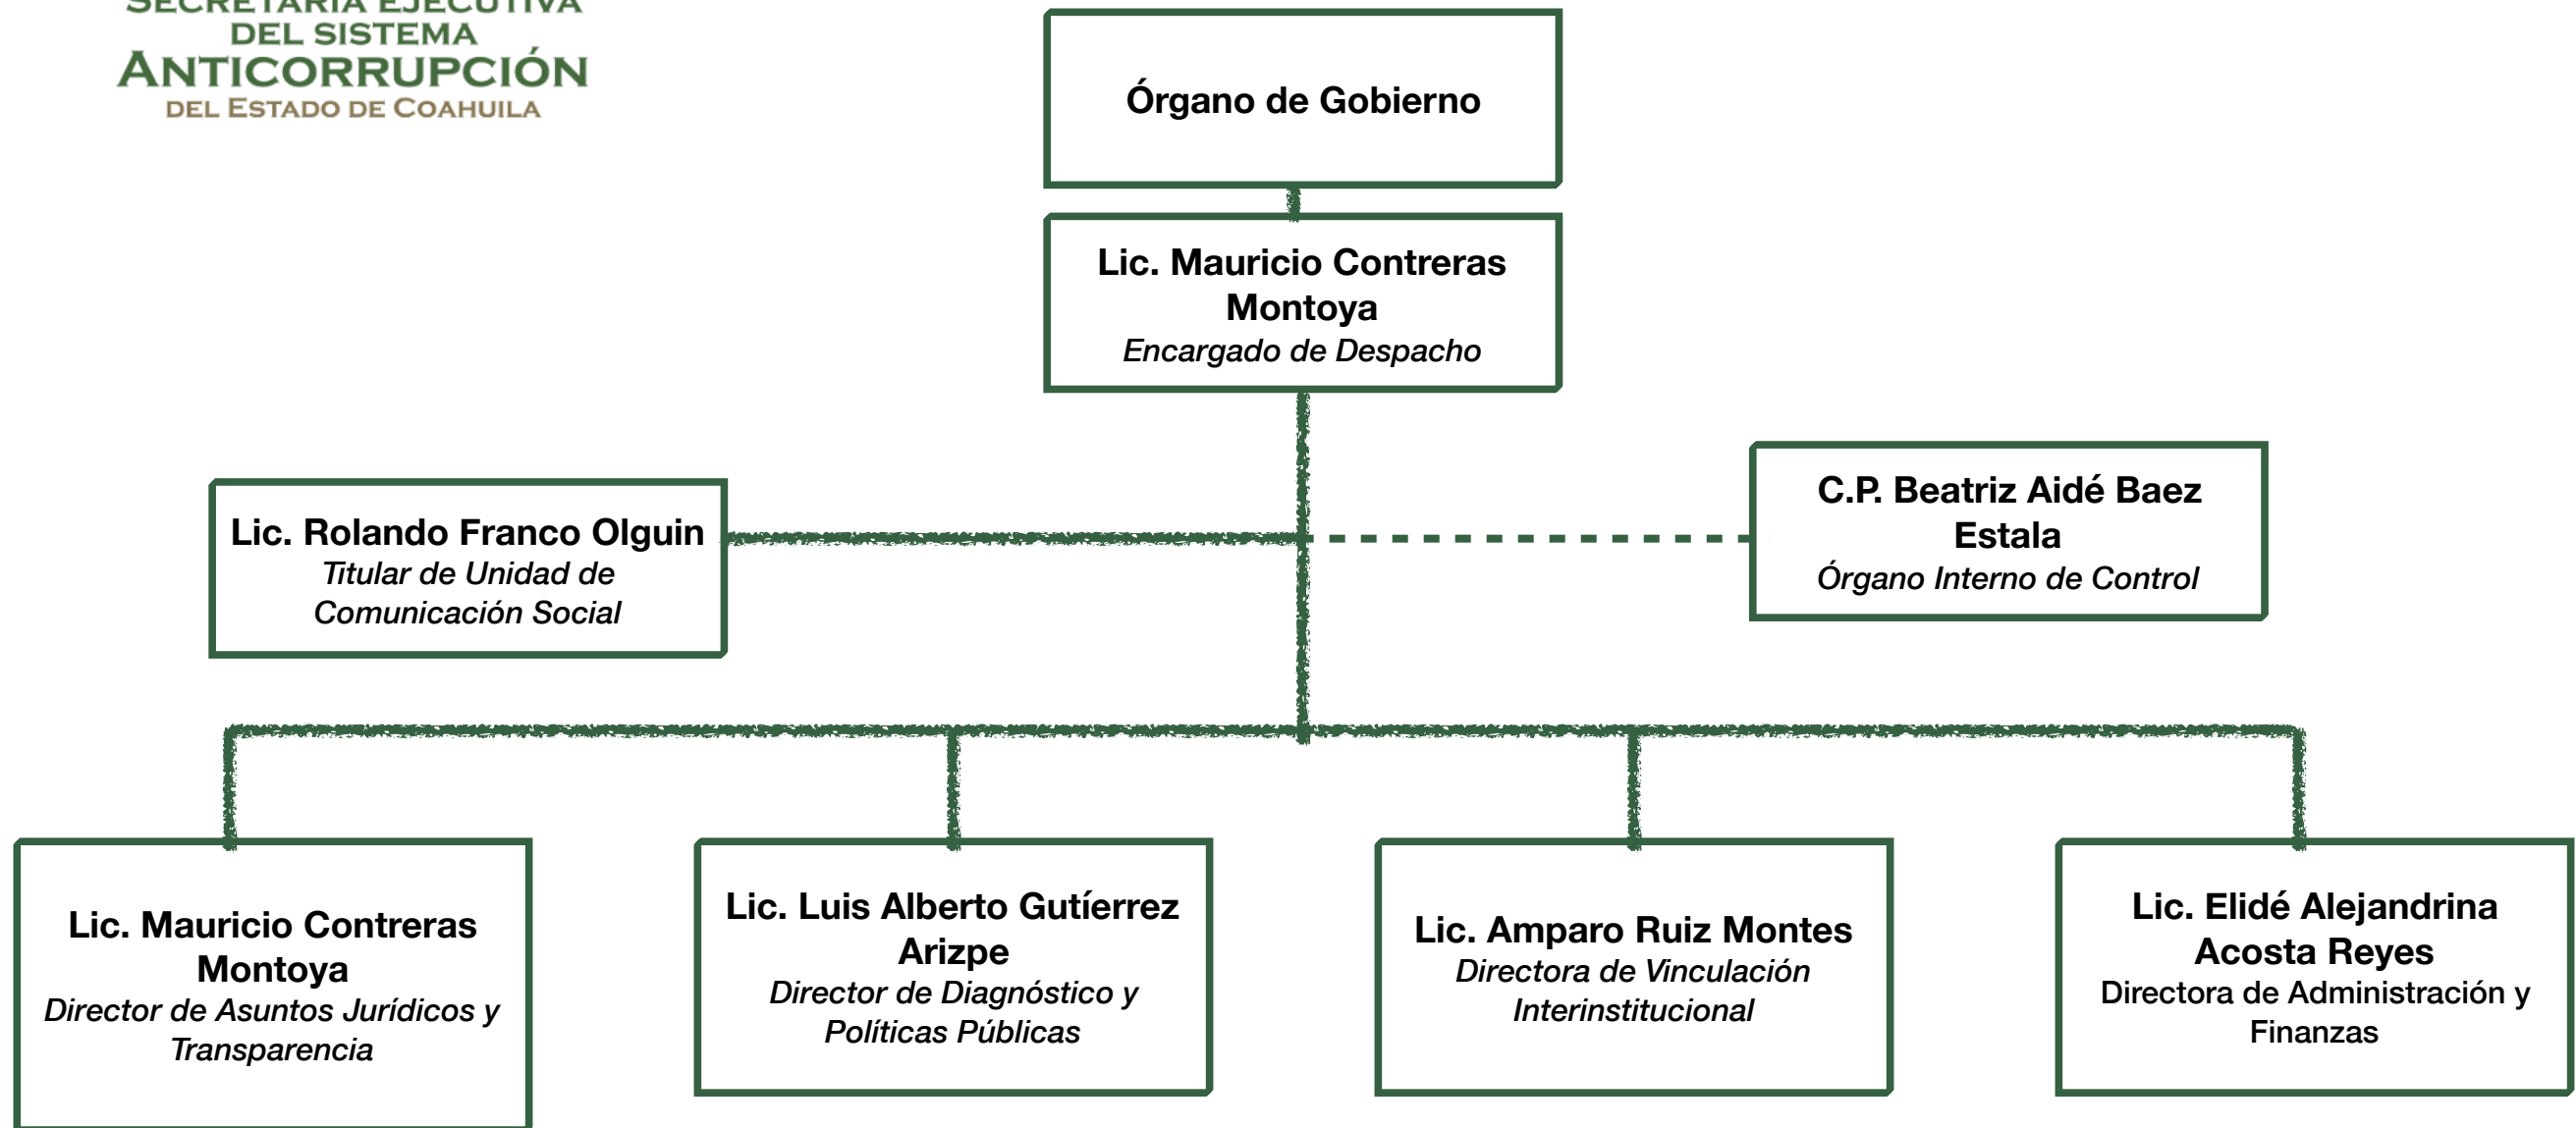 SECRETARÍA EJECUTIVA
DEL SISTEMA
ANTICORRUPCIÓN
DEL ESTADO DE COAHUILA
Órgano de Gobierno
Lic. Mauricio Contreras
Montoya
Encargado de Despacho
Lic. Rolando Franco Olguin
Titular de Unidad de
Comunicación Social
C.P. Beatriz Aidé Baez
Estala
Órgano Interno de Control
Lic. Mauricio Contreras
Montoya
Director de Asuntos Jurídicos y
Transparencia
Lic. Luis Alberto Gutíerrez
Arizpe
Director de Diagnóstico y
Políticas Públicas
Lic. Amparo Ruiz Montes
Directora de Vinculación
Interinstitucional
Lic. Elidé Alejandrina
Acosta Reyes
Directora de Administración y
Finanzas